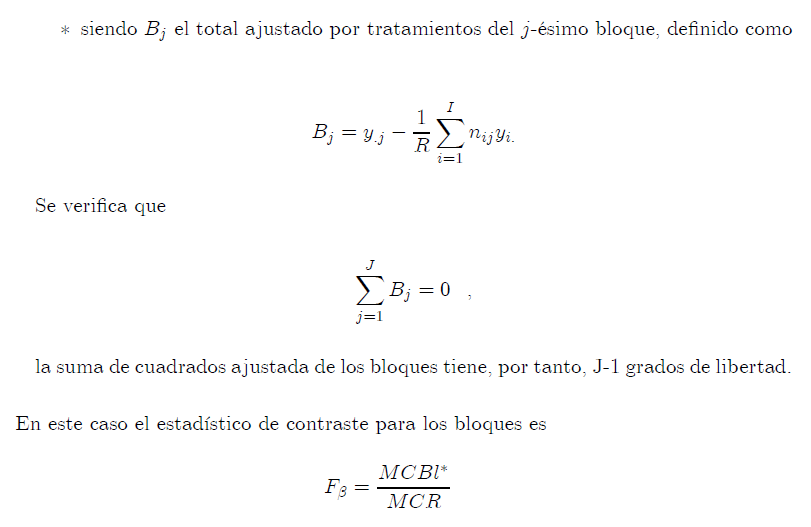 * siendo B_j el total ajustado por tratamientos del j-ésimo bloque, definido como
B_j = y_{.j} − \frac{1}{R} \sum_{i=1}^{I} n_{ij} y_{i.}
Se verifica que
\sum_{j=1}^{J} B_j = 0 ,
la suma de cuadrados ajustada de los bloques tiene, por tanto, J-1 grados de libertad.
En este caso el estadístico de contraste para los bloques es
F_β = \frac{MCBl^*}{MCR}